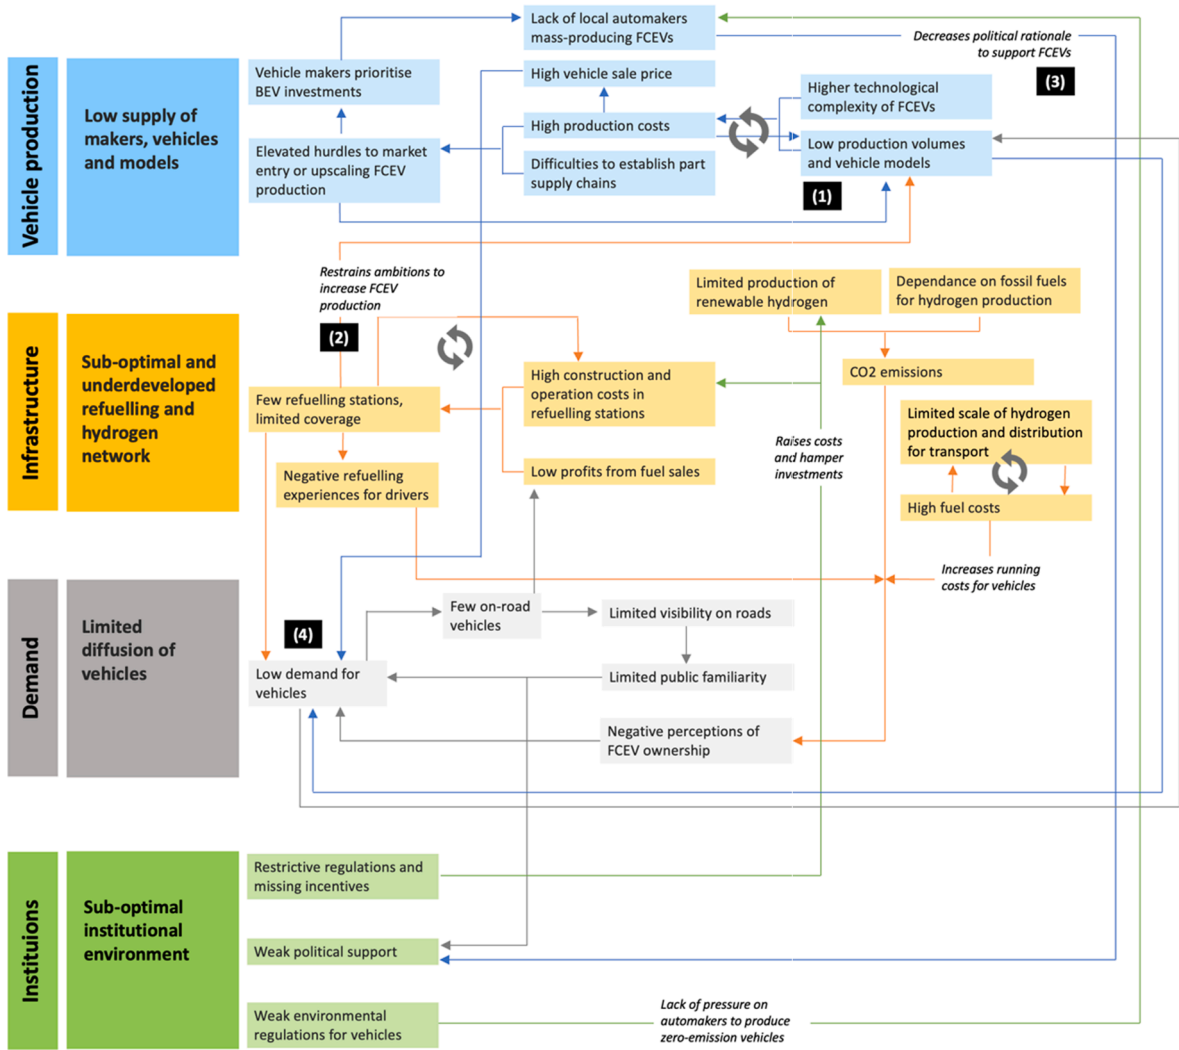 Lack of local automakers
mass-producing FCEVs
Decreases political rationale
to support FCEVs
(3)
Vehicle production
Low supply of
makers, vehicles
and models
Vehicle makers prioritise
BEV investments
High vehicle sale price
Higher technological
complexity of FCEVs
Elevated hurdles to market
entry or upscaling FCEV
production
High production costs
Difficulties to establish part
supply chains
Low production volumes
and vehicle models
(1)
Restrains ambitions to
increase FCEV
production
(2)
Limited production of
renewable hydrogen
Dependance on fossil fuels
for hydrogen production
Infrastructure
Sub-optimal and
underdeveloped
refuelling and
hydrogen
network
Few refuelling stations,
limited coverage
High construction and
operation costs in
refuelling stations
CO2 emissions
Limited scale of hydrogen
production and distribution
for transport
Negative refuelling
experiences for drivers
Low profits from fuel sales
Raises costs
and hamper
investments
High fuel costs
Increases running
costs for vehicles
Demand
Limited
diffusion of
vehicles
(4)
Few on-road
vehicles
Limited visibility on roads
Low demand for
vehicles
Limited public familiarity
Negative perceptions of
FCEV ownership
Instituions
Sub-optimal
institutional
environment
Restrictive regulations and
missing incentives
Weak political support
Weak environmental
regulations for vehicles
Lack of pressure on
automakers to produce
zero-emission vehicles